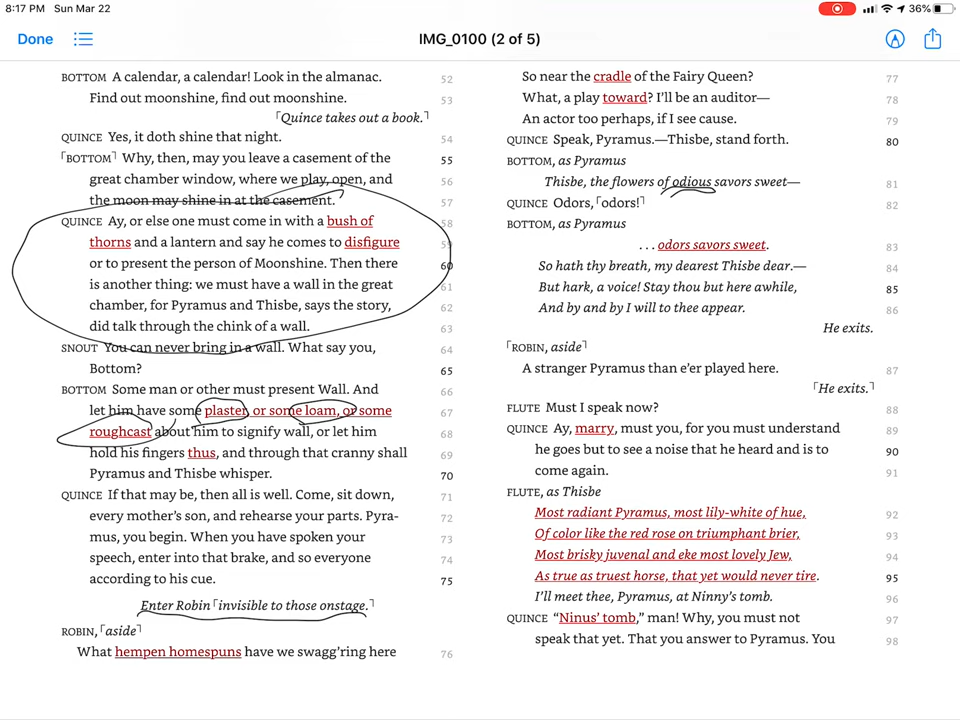 8:17 PM Sun Mar 22
36%
Done
IMG_0100 (2 of 5)
BOTTOM A calendar, a calendar! Look in the almanac. 52
Find out moonshine, find out moonshine. 53
「Quince takes out a book.」
QUINCE Yes, it doth shine that night. 54
「BOTTOM」 Why, then, may you leave a casement of the 55
great chamber window, where we play, open, and 56
the moon may shine in at the casement. 57
QUINCE Ay, or else one must come in with a bush of 58
thorns and a lantern and say he comes to disfigure 59
or to present the person of Moonshine. Then there 60
is another thing: we must have a wall in the great 61
chamber, for Pyramus and Thisbe, says the story, 62
did talk through the chink of a wall. 63
SNOUT You can never bring in a wall. What say you, 64
Bottom? 65
BOTTOM Some man or other must present Wall. And 66
let him have some plaster, or some loam, or some 67
roughcast about him to signify wall, or let him 68
hold his fingers thus, and through that cranny shall 69
Pyramus and Thisbe whisper. 70
QUINCE If that may be, then all is well. Come, sit down, 71
every mother's son, and rehearse your parts. Pyra- 72
mus, you begin. When you have spoken your 73
speech, enter into that brake, and so everyone 74
according to his cue. 75
Enter Robin 「invisible to those onstage.」
ROBIN, 「aside」
What hempen homespuns have we swagg'ring here 76
So near the cradle of the Fairy Queen? 77
What, a play toward? I'll be an auditor— 78
An actor too perhaps, if I see cause. 79
QUINCE Speak, Pyramus.—Thisbe, stand forth. 80
BOTTOM, as Pyramus
Thisbe, the flowers of odious savors sweet— 81
QUINCE Odors, 「odors!」 82
BOTTOM, as Pyramus
. . . odors savors sweet. 83
So hath thy breath, my dearest Thisbe dear.— 84
But hark, a voice! Stay thou but here awhile, 85
And by and by I will to thee appear. 86
He exits.
「ROBIN, aside」
A stranger Pyramus than e'er played here. 87
「He exits.」
FLUTE Must I speak now? 88
QUINCE Ay, marry, must you, for you must understand 89
he goes but to see a noise that he heard and is to 90
come again. 91
FLUTE, as Thisbe
Most radiant Pyramus, most lily-white of hue, 92
Of color like the red rose on triumphant brier, 93
Most brisky juvenal and eke most lovely Jew, 94
As true as truest horse, that yet would never tire. 95
I'll meet thee, Pyramus, at Ninny's tomb. 96
QUINCE “Ninus' tomb,” man! Why, you must not 97
speak that yet. That you answer to Pyramus. You 98